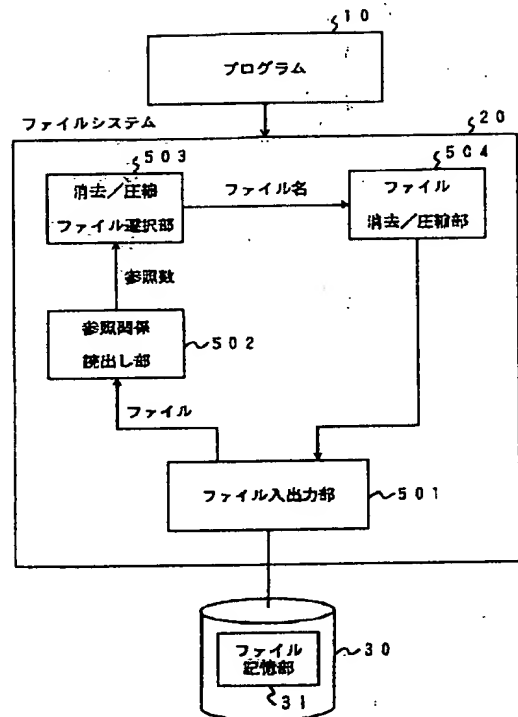 10
プログラム
ファイルシステム
20
503
消去/圧縮
ファイル選択部
ファイル名
504
ファイル
消去/圧縮部
参照数
参照関係
読出し部
502
ファイル
ファイル入出力部
501
ファイル
記憶部
31
30